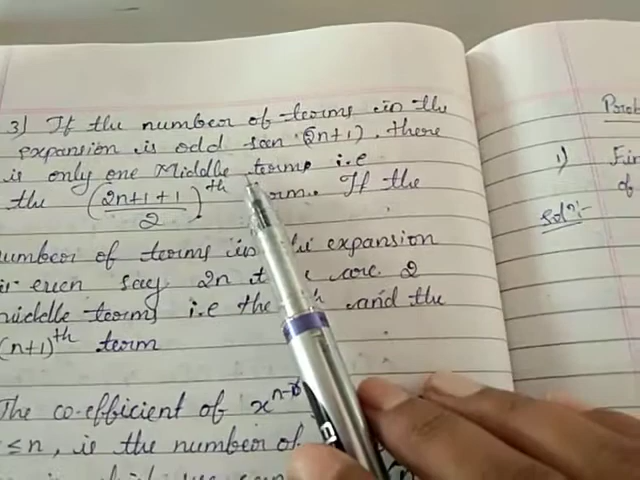 3) If the number of terms in the
expansion is odd say (2n+1), there
is only one Middle term i.e
the (2n+1+1/2)th term. If the
number of terms in the expansion
is even say 2n are 2
middle terms i.e the and the
(n+1)th term
The co-efficient of
≤n, is the number of
Prob
1) Fin
of
Sol?:-